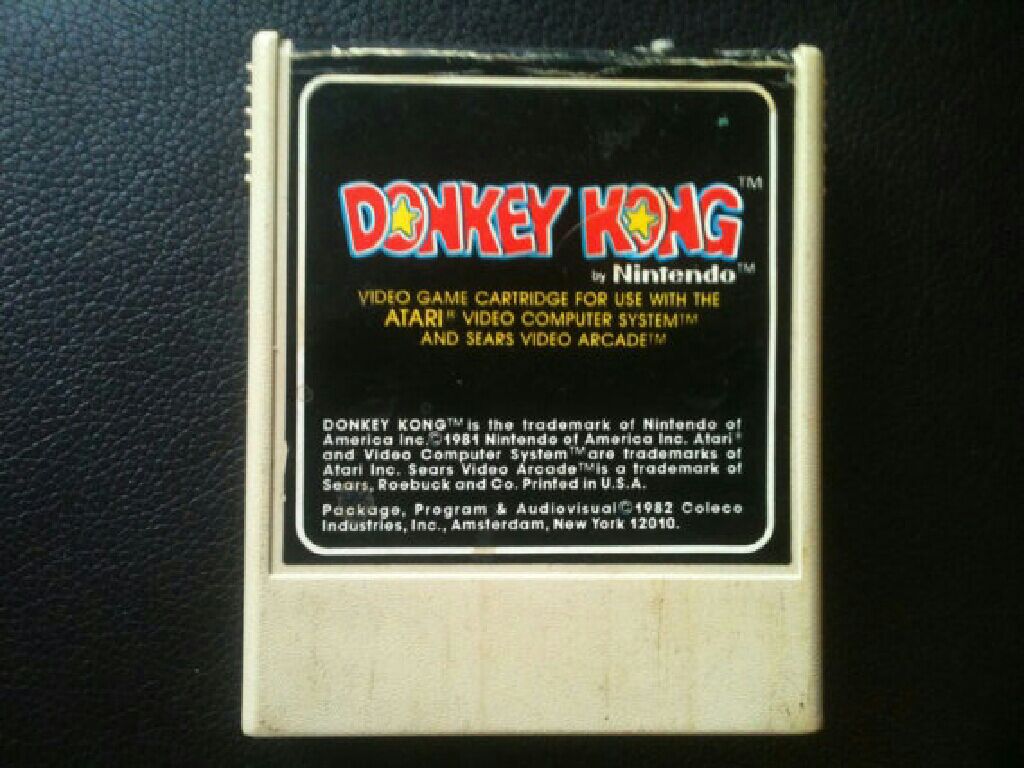 DONKEY KONG™
by Nintendo™
VIDEO GAME CARTRIDGE FOR USE WITH THE
ATARI® VIDEO COMPUTER SYSTEM™
AND SEARS VIDEO ARCADE™
DONKEY KONG™ is the trademark of Nintendo of
America Inc. ©1981 Nintendo of America Inc. Atari®
and Video Computer System™ are trademarks of
Atari Inc. Sears Video Arcade™ is a trademark of
Sears, Roebuck and Co. Printed in U.S.A.
Package, Program & Audiovisual ©1982 Coleco
Industries, Inc., Amsterdam, New York 12010.